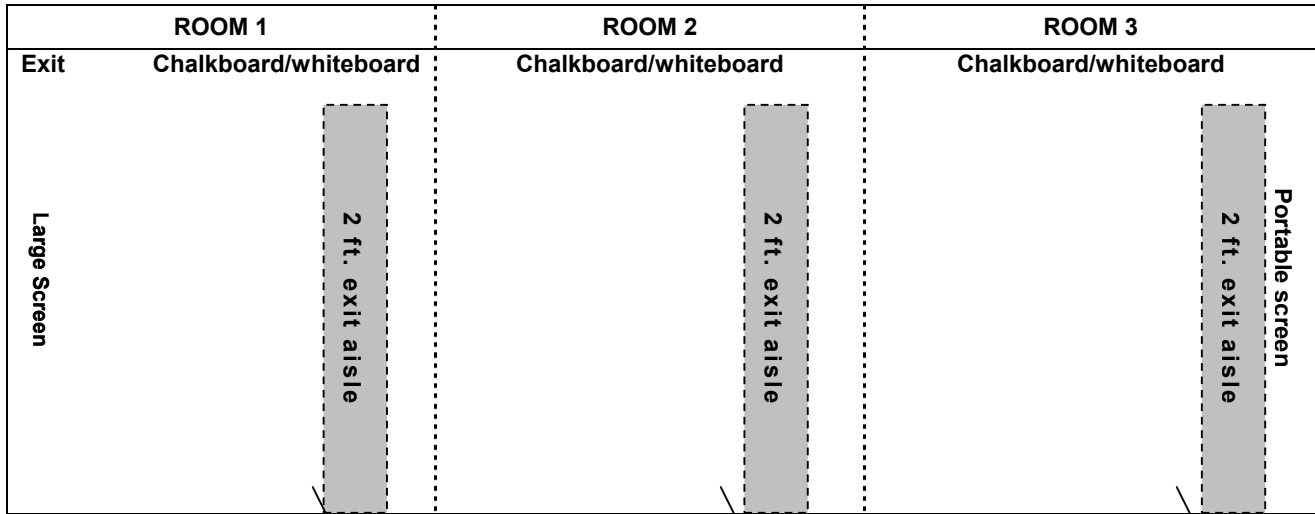 ROOM 1
ROOM 2
ROOM 3
Exit
Chalkboard/whiteboard
Chalkboard/whiteboard
Chalkboard/whiteboard
Large Screen
2 ft. exit aisle
2 ft. exit aisle
2 ft. exit aisle
Portable screen